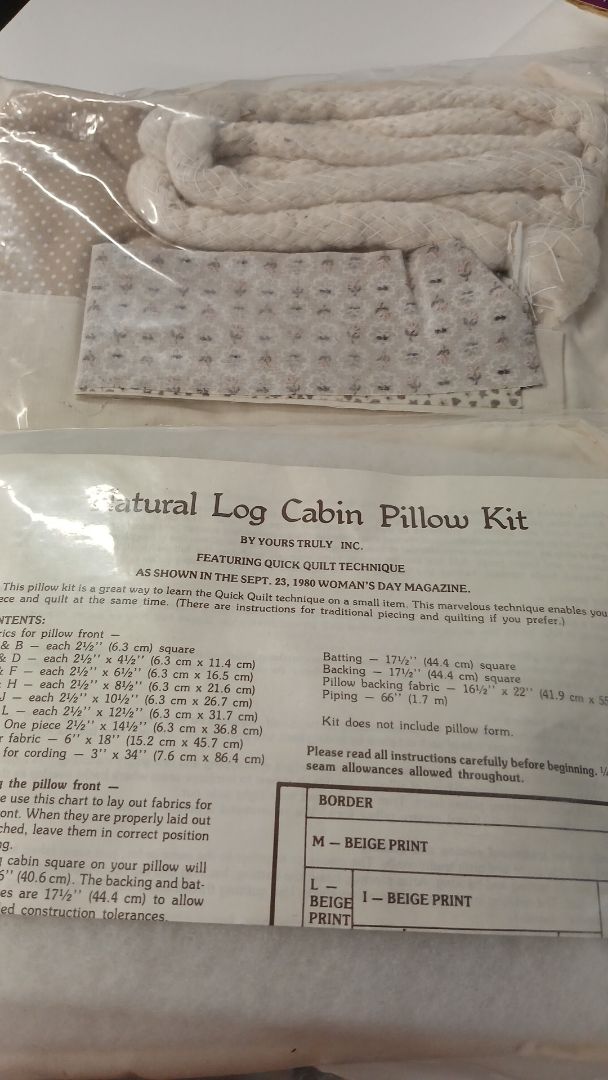 Natural Log Cabin Pillow Kit
BY YOURS TRULY INC.
FEATURING QUICK QUILT TECHNIQUE
AS SHOWN IN THE SEPT. 23, 1980 WOMAN'S DAY MAGAZINE.
This pillow kit is a great way to learn the Quick Quilt technique on a small item. This marvelous technique enables you
and quilt at the same time. (There are instructions for traditional piecing and quilting if you prefer.)
NTENTS:
rics for pillow front —
& B — each 2½'' (6.3 cm) square
& D — each 2½'' x 4½'' (6.3 cm x 11.4 cm)
& F — each 2½'' x 6½'' (6.3 cm x 16.5 cm)
& H — each 2½'' x 8½'' (6.3 cm x 21.6 cm)
J — each 2½'' x 10½'' (6.3 cm x 26.7 cm)
L — each 2½'' x 12½'' (6.3 cm x 31.7 cm)
One piece 2½'' x 14½'' (6.3 cm x 36.8 cm)
r fabric — 6'' x 18'' (15.2 cm x 45.7 cm)
for cording — 3'' x 34'' (7.6 cm x 86.4 cm)
Batting — 17½'' (44.4 cm) square
Backing — 17½'' (44.4 cm) square
Pillow backing fabric — 16½'' x 22'' (41.9 cm x 55
Piping — 66'' (1.7 m)
Kit does not include pillow form.
Please read all instructions carefully before beginning. ¼
seam allowances allowed throughout.
g the pillow front —
e use this chart to lay out fabrics for
ont. When they are properly laid out
ched, leave them in correct position
ng.
g cabin square on your pillow will
6'' (40.6 cm). The backing and bat-
es are 17½'' (44.4 cm) to allow
ed construction tolerances.
BORDER
M — BEIGE PRINT
L —
BEIGE
PRINT
I — BEIGE PRINT